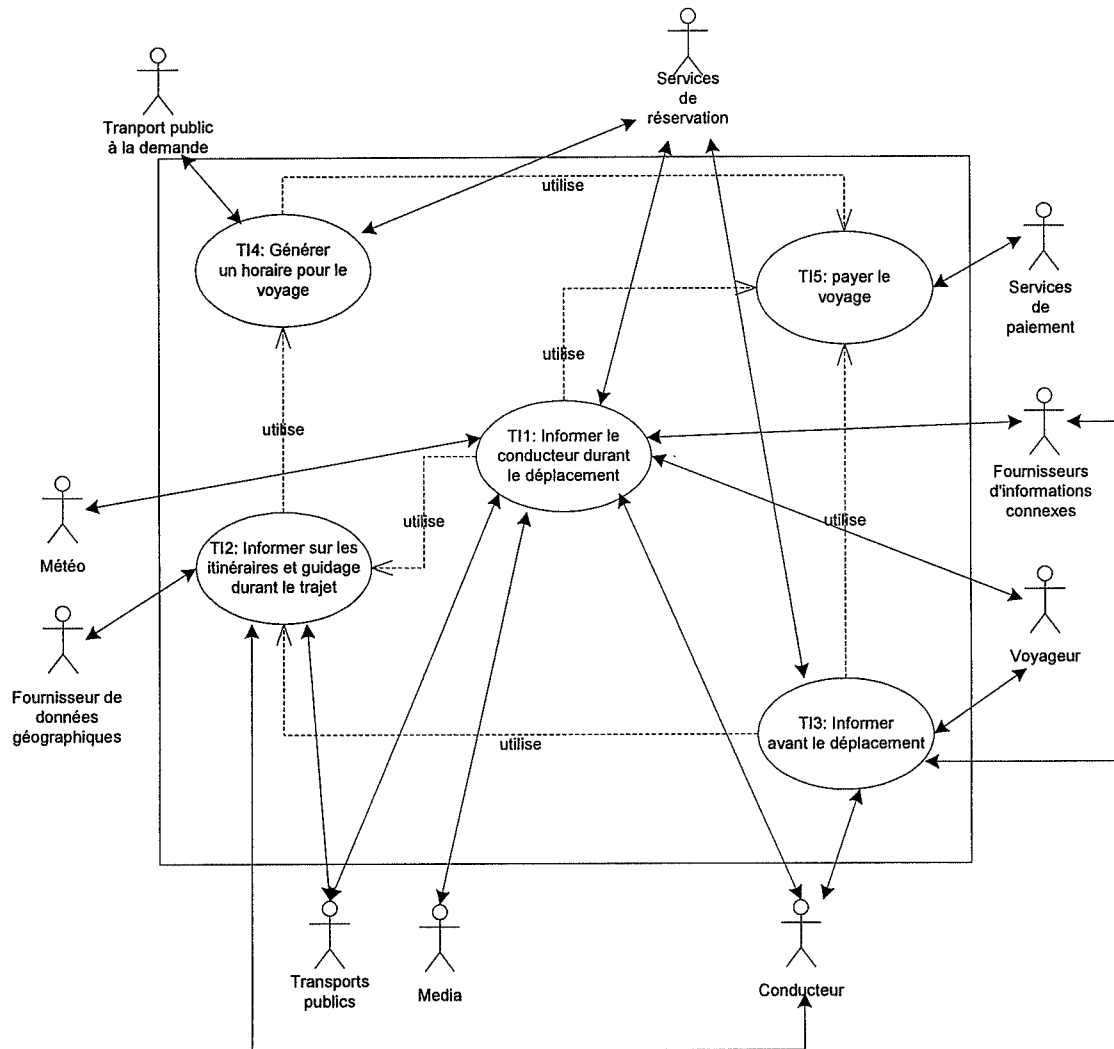 Services
de
réservation
Tranport public
à la demande
utilise
TI4: Générer
un horaire pour le
voyage
TI5: payer le
voyage
Services
de
paiement
utilise
utilise
TI1: Informer le
conducteur durant
le déplacement
Fournisseurs
d'informations
connexes
utilise
utilise
Météo
TI2: Informer sur les
itinéraires et guidage
durant le trajet
Voyageur
Fournisseur de
données
géographiques
TI3: Informer
avant le déplacement
utilise
Transports
publics
Media
Conducteur